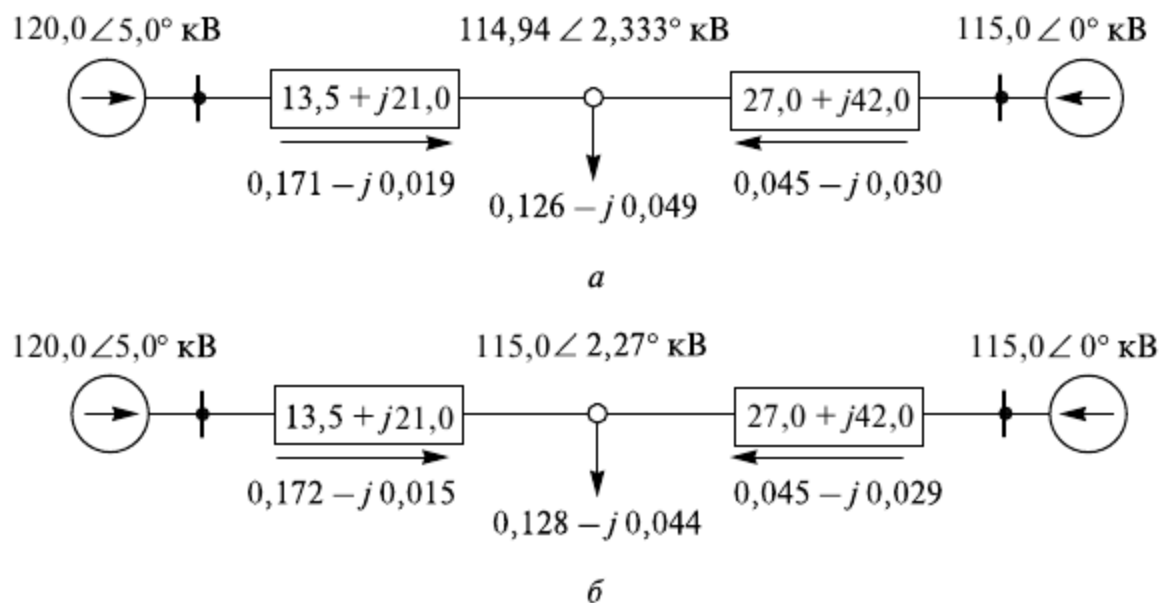 120,0∠5,0° кВ 114,94 ∠ 2,333° кВ 115,0 ∠ 0° кВ
13,5 + j21,0 27,0 + j42,0
0,171 – j 0,019 0,126 – j 0,049 0,045 – j 0,030
а
120,0∠5,0° кВ 115,0∠ 2,27° кВ 115,0∠ 0° кВ
13,5 + j21,0 27,0 + j42,0
0,172 – j 0,015 0,128 – j 0,044 0,045 – j 0,029
б